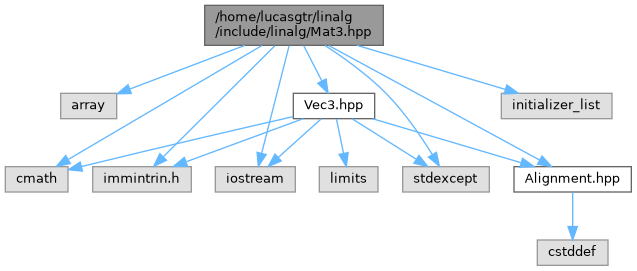 /home/lucasgtr/linalg
/include/linalg/Mat3.hpp
array
Vec3.hpp
initializer_list
cmath
immintrin.h
iostream
limits
stdexcept
Alignment.hpp
cstddef